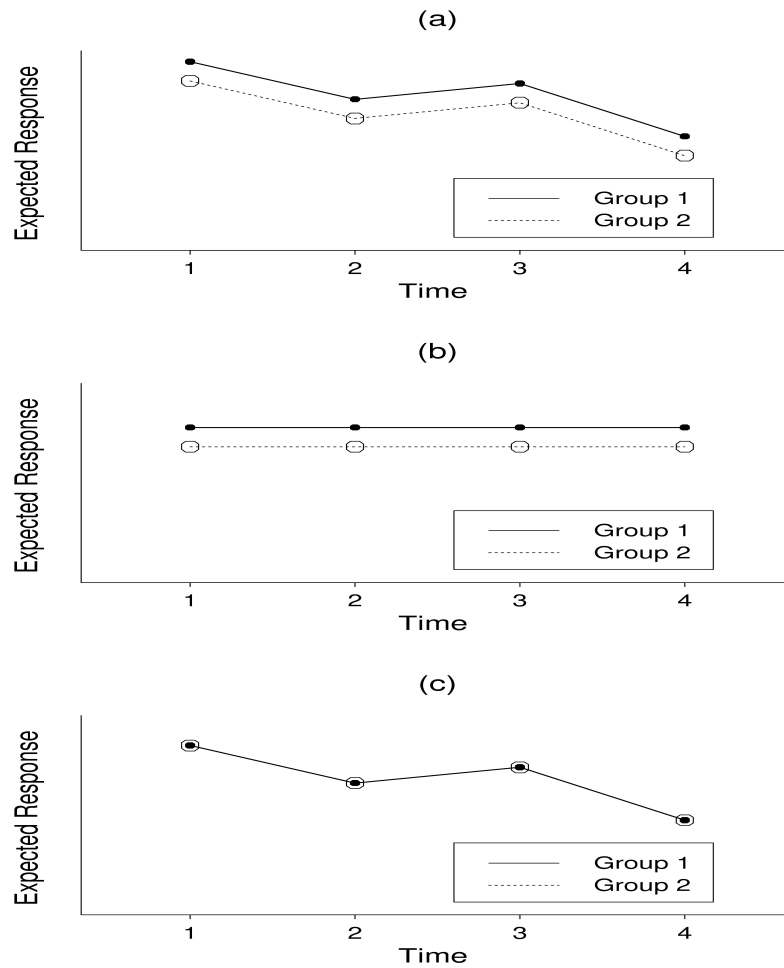 (a)
Expected Response
Group 1
Group 2
1 2 3 4
Time
(b)
Expected Response
Group 1
Group 2
1 2 3 4
Time
(c)
Expected Response
Group 1
Group 2
1 2 3 4
Time